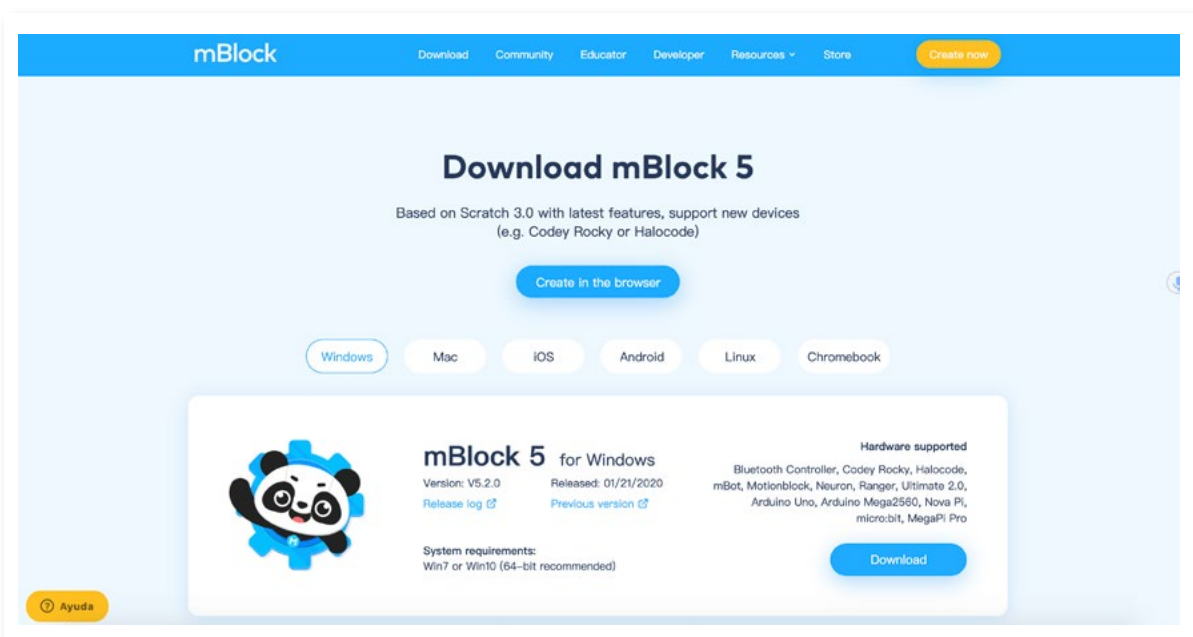 mBlock Download Community Educator Developer Resources Store Create now
Download mBlock 5
Based on Scratch 3.0 with latest features, support new devices
(e.g. Codey Rocky or Halocode)
Create in the browser
Windows Mac iOS Android Linux Chromebook
mBlock 5 for Windows
Version: V5.2.0 Released: 01/21/2020
Release log Previous version
System requirements:
Win7 or Win10 (64-bit recommended)
Hardware supported
Bluetooth Controller, Codey Rocky, Halocode,
mBot, Motionblock, Neuron, Ranger, Ultimate 2.0,
Arduino Uno, Arduino Mega2560, Nova Pi,
micro:bit, MegaPi Pro
Download
Ayuda